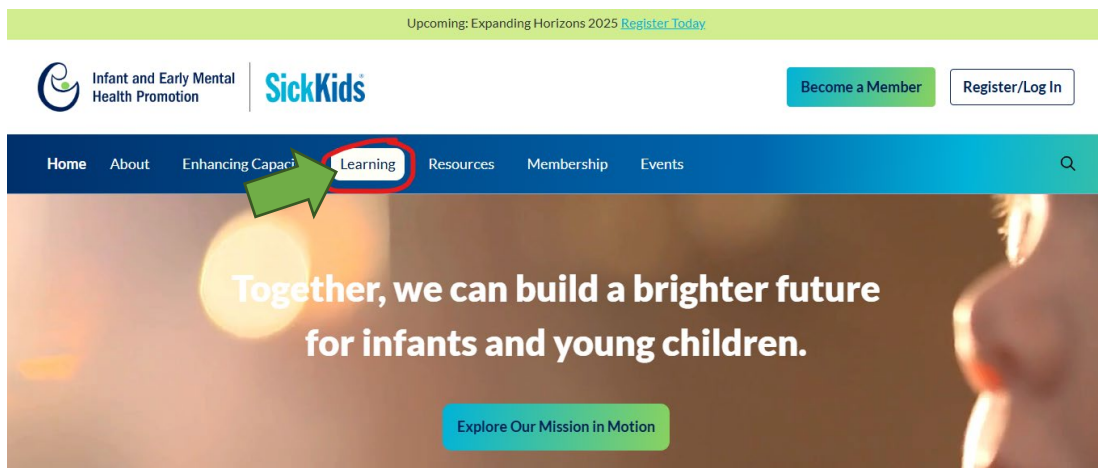 Upcoming: Expanding Horizons 2025 Register Today
Infant and Early Mental
Health Promotion
SickKids
Become a Member
Register/Log In
Home About Enhancing Learning Resources Membership Events
Together, we can build a brighter future
for infants and young children.
Explore Our Mission in Motion